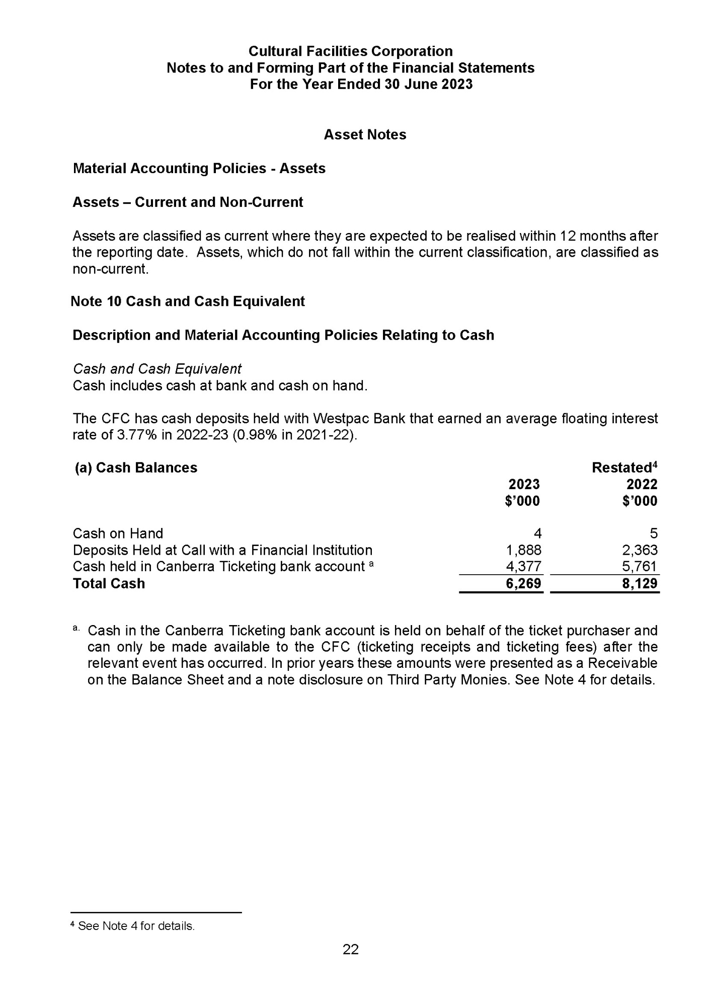 Cultural Facilities Corporation
Notes to and Forming Part of the Financial Statements
For the Year Ended 30 June 2023
Asset Notes
Material Accounting Policies - Assets
Assets – Current and Non-Current
Assets are classified as current where they are expected to be realised within 12 months after
the reporting date.  Assets, which do not fall within the current classification, are classified as
non-current.
Note 10 Cash and Cash Equivalent
Description and Material Accounting Policies Relating to Cash
Cash and Cash Equivalent
Cash includes cash at bank and cash on hand.
The CFC has cash deposits held with Westpac Bank that earned an average floating interest
rate of 3.77% in 2022-23 (0.98% in 2021-22).
(a) Cash Balances Restated⁴
2023 2022
$’000 $’000
Cash on Hand 4 5
Deposits Held at Call with a Financial Institution 1,888 2,363
Cash held in Canberra Ticketing bank account ᵃ 4,377 5,761
Total Cash 6,269 8,129
a. Cash in the Canberra Ticketing bank account is held on behalf of the ticket purchaser and
can only be made available to the CFC (ticketing receipts and ticketing fees) after the
relevant event has occurred. In prior years these amounts were presented as a Receivable
on the Balance Sheet and a note disclosure on Third Party Monies. See Note 4 for details.
⁴ See Note 4 for details.
22